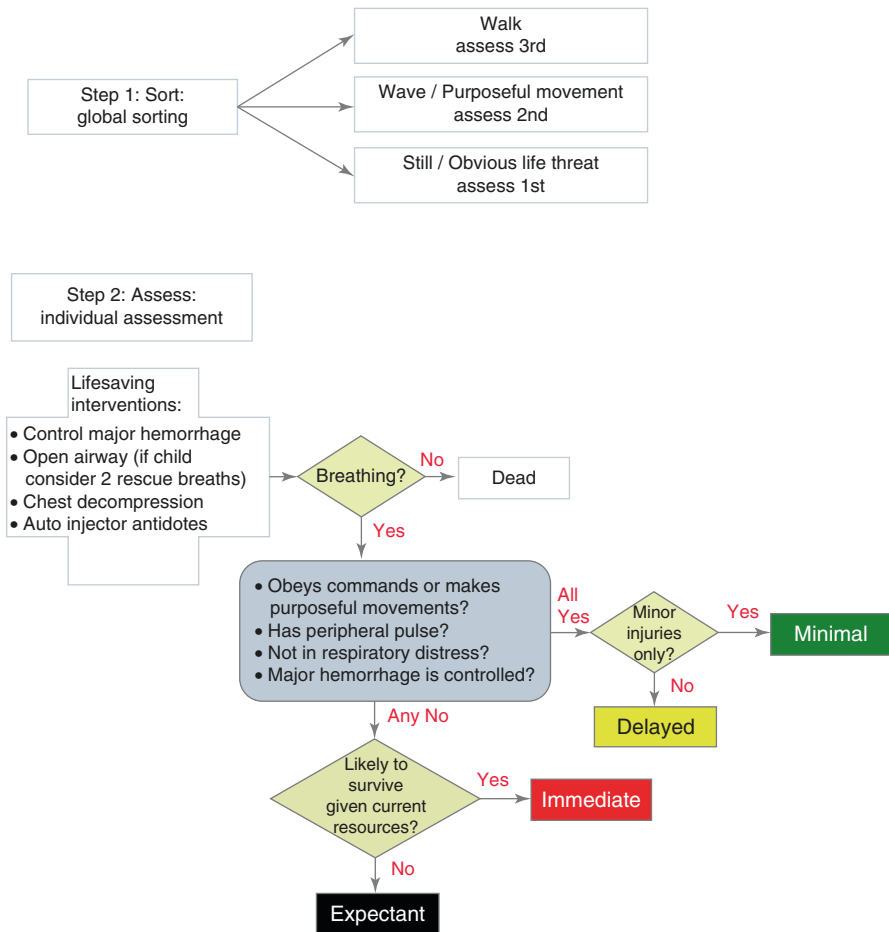 Walk
assess 3rd
Step 1: Sort:
global sorting
Wave / Purposeful movement
assess 2nd
Still / Obvious life threat
assess 1st
Step 2: Assess:
individual assessment
Lifesaving
interventions:
• Control major hemorrhage
• Open airway (if child
consider 2 rescue breaths)
• Chest decompression
• Auto injector antidotes
Breathing?
No
Dead
Yes
• Obeys commands or makes
purposeful movements?
• Has peripheral pulse?
• Not in respiratory distress?
• Major hemorrhage is controlled?
All
Yes
Minor
injuries
only?
Yes
Minimal
No
Delayed
Any No
Likely to
survive
given current
resources?
Yes
Immediate
No
Expectant